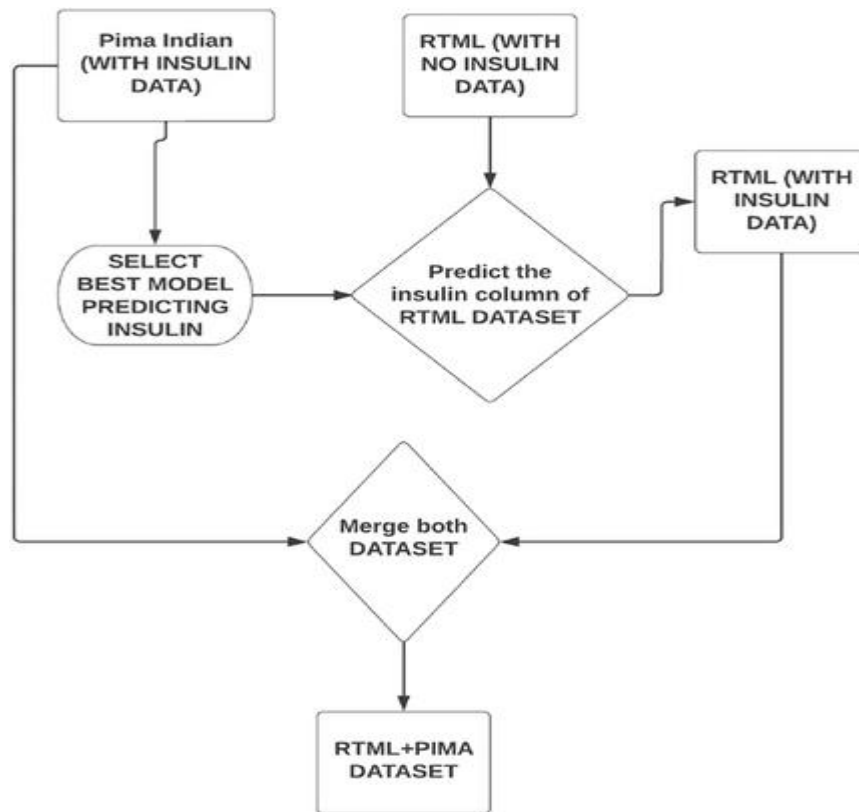 Pima Indian
(WITH INSULIN
DATA)
RTML (WITH
NO INSULIN
DATA)
RTML (WITH
INSULIN
DATA)
SELECT
BEST MODEL
PREDICTING
INSULIN
Predict the
insulin column of
RTML DATASET
Merge both
DATASET
RTML+PIMA
DATASET